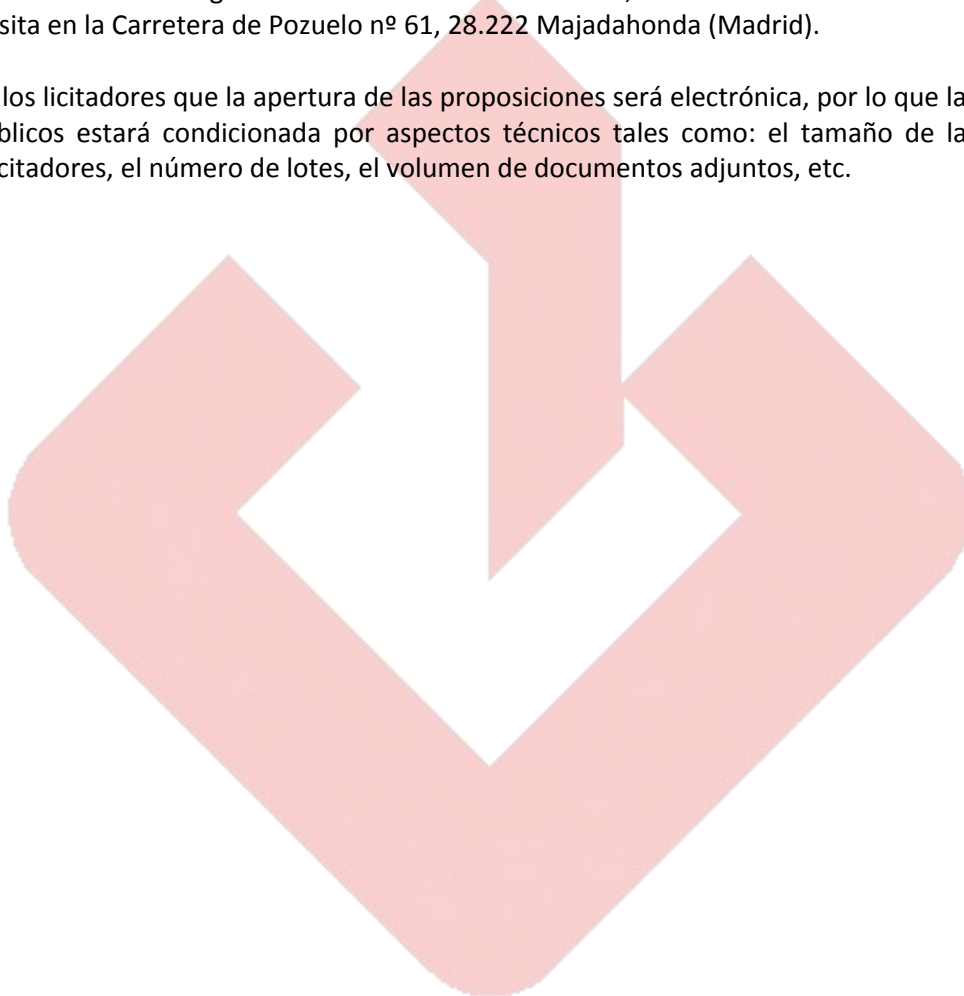 sita en la Carretera de Pozuelo nº 61, 28.222 Majadahonda (Madrid).
los licitadores que la apertura de las proposiciones será electrónica, por lo que la
blicos estará condicionada por aspectos técnicos tales como: el tamaño de la
citadores, el número de lotes, el volumen de documentos adjuntos, etc.